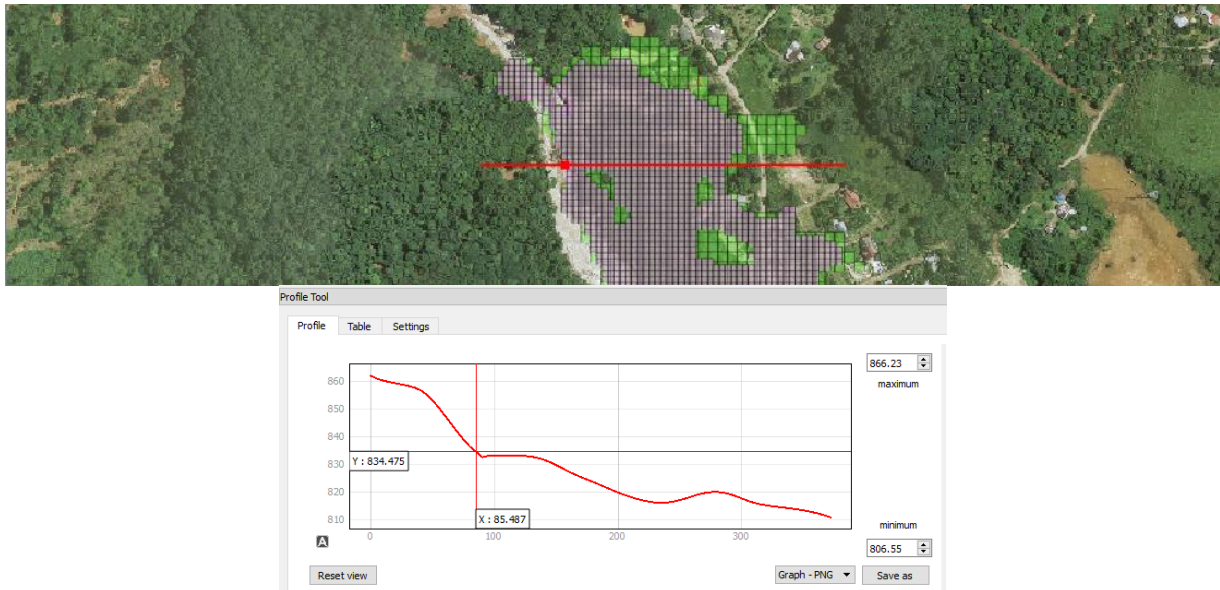 Profile Tool
Profile Table Settings
866.23
maximum
860
850
840
Y : 834.475
830
820
X : 85.487
810
minimum
806.55
A
0 100 200 300
Reset view
Graph - PNG
Save as